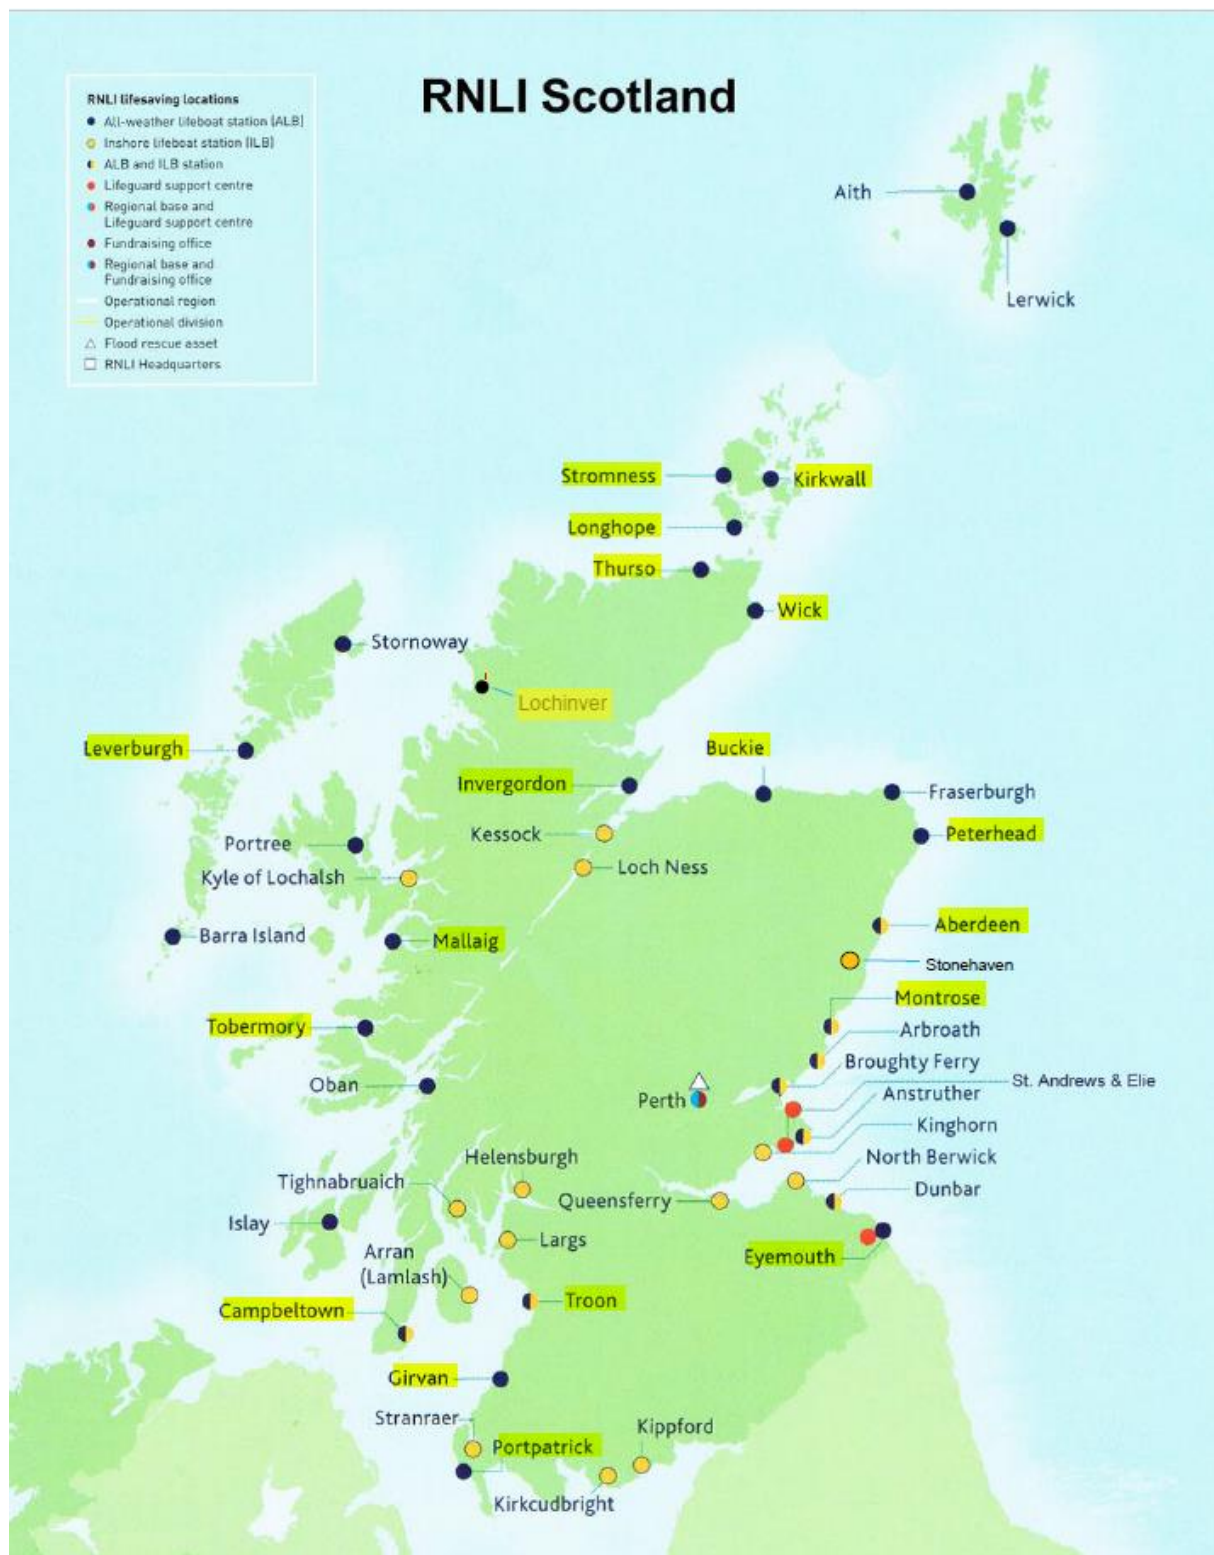 RNLI Scotland
RNLI lifesaving locations
All-weather lifeboat station (ALB)
Inshore lifeboat station (ILB)
ALB and ILB station
Lifeguard support centre
Regional base and
Lifeguard support centre
Fundraising office
Regional base and
Fundraising office
Operational region
Operational division
Flood rescue asset
RNLI Headquarters
Aith
Lerwick
Stromness
Kirkwall
Longhope
Thurso
Wick
Stornoway
Lochinver
Leverburgh
Buckie
Invergordon
Fraserburgh
Kessock
Peterhead
Portree
Loch Ness
Kyle of Lochalsh
Aberdeen
Barra Island
Mallaig
Stonehaven
Montrose
Tobermory
Arbroath
Broughty Ferry
St. Andrews & Elie
Oban
Anstruther
Perth
Kinghorn
Helensburgh
North Berwick
Tighnabruaich
Dunbar
Queensferry
Islay
Largs
Arran
(Lamlash)
Eyemouth
Troon
Campbeltown
Girvan
Stranraer
Kippford
Portpatrick
Kirkcudbright